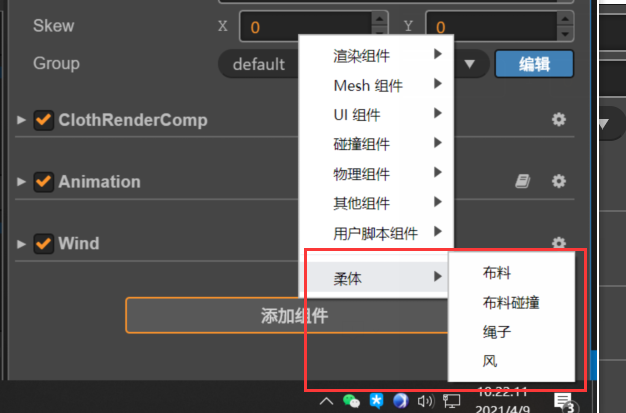 Skew X 0 Y 0
Group default 编辑
ClothRenderComp
Animation
Wind
添加组件
渲染组件
Mesh 组件
UI 组件
碰撞组件
物理组件
其他组件
用户脚本组件
柔体
布料
布料碰撞
绳子
风
10:22:11
2021/4/9
3